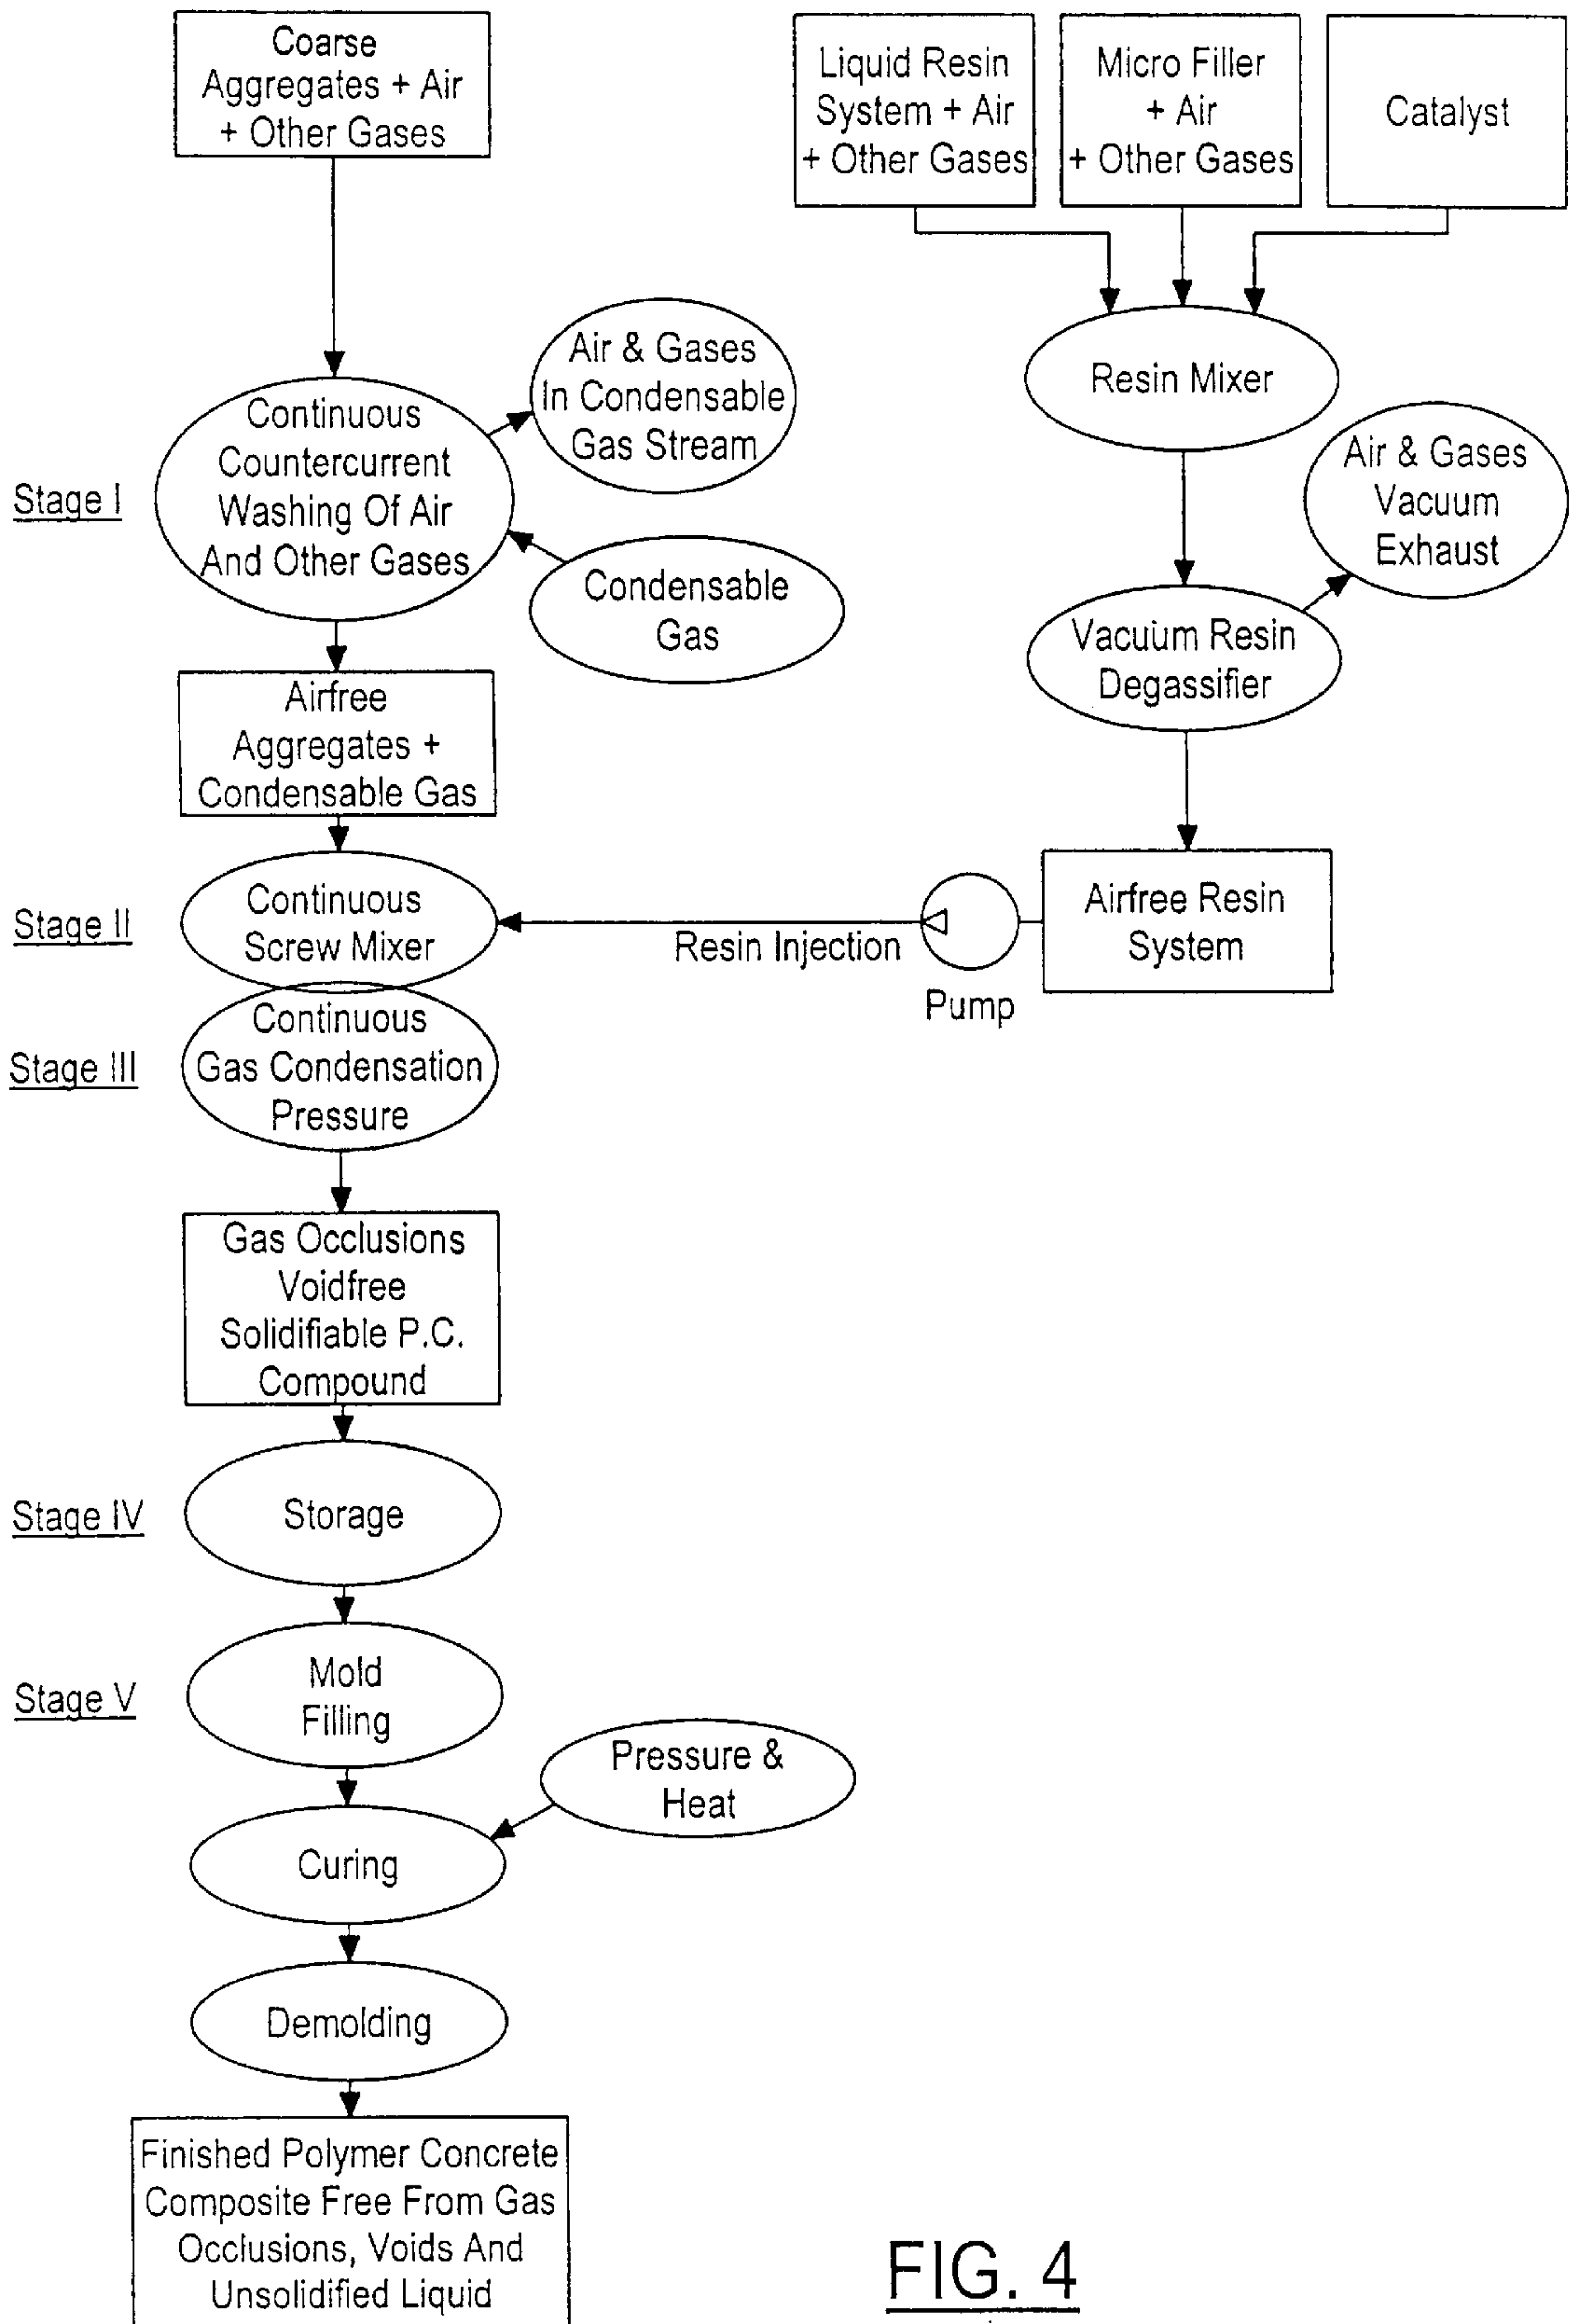 Coarse
Aggregates + Air
+ Other Gases
Liquid Resin
System + Air
+ Other Gases
Micro Filler
+ Air
+ Other Gases
Catalyst
Resin Mixer
Air & Gases
In Condensable
Gas Stream
Stage I
Continuous
Countercurrent
Washing Of Air
And Other Gases
Condensable
Gas
Air & Gases
Vacuum
Exhaust
Vacuum Resin
Degassifier
Airfree
Aggregates +
Condensable Gas
Stage II
Continuous
Screw Mixer
Resin Injection
Pump
Airfree Resin
System
Stage III
Continuous
Gas Condensation
Pressure
Gas Occlusions
Voidfree
Solidifiable P.C.
Compound
Stage IV
Storage
Stage V
Mold
Filling
Pressure &
Heat
Curing
Demolding
Finished Polymer Concrete
Composite Free From Gas
Occlusions, Voids And
Unsolidified Liquid
FIG. 4